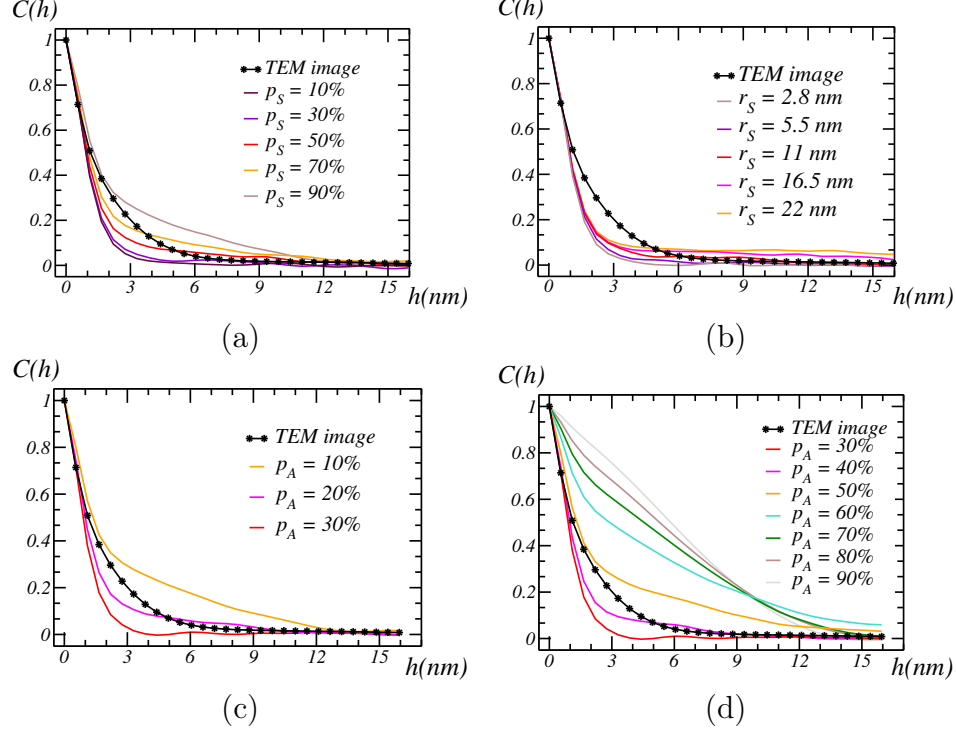 C(h)
1
0.8
0.6
0.4
0.2
0
0 3 6 9 12 15
h(nm)
TEM image
p_S = 10%
p_S = 30%
p_S = 50%
p_S = 70%
p_S = 90%
(a)
C(h)
1
0.8
0.6
0.4
0.2
0
0 3 6 9 12 15
h(nm)
TEM image
r_S = 2.8 nm
r_S = 5.5 nm
r_S = 11 nm
r_S = 16.5 nm
r_S = 22 nm
(b)
C(h)
1
0.8
0.6
0.4
0.2
0
0 3 6 9 12 15
h(nm)
TEM image
p_A = 10%
p_A = 20%
p_A = 30%
(c)
C(h)
1
0.8
0.6
0.4
0.2
0
0 3 6 9 12 15
h(nm)
TEM image
p_A = 30%
p_A = 40%
p_A = 50%
p_A = 60%
p_A = 70%
p_A = 80%
p_A = 90%
(d)